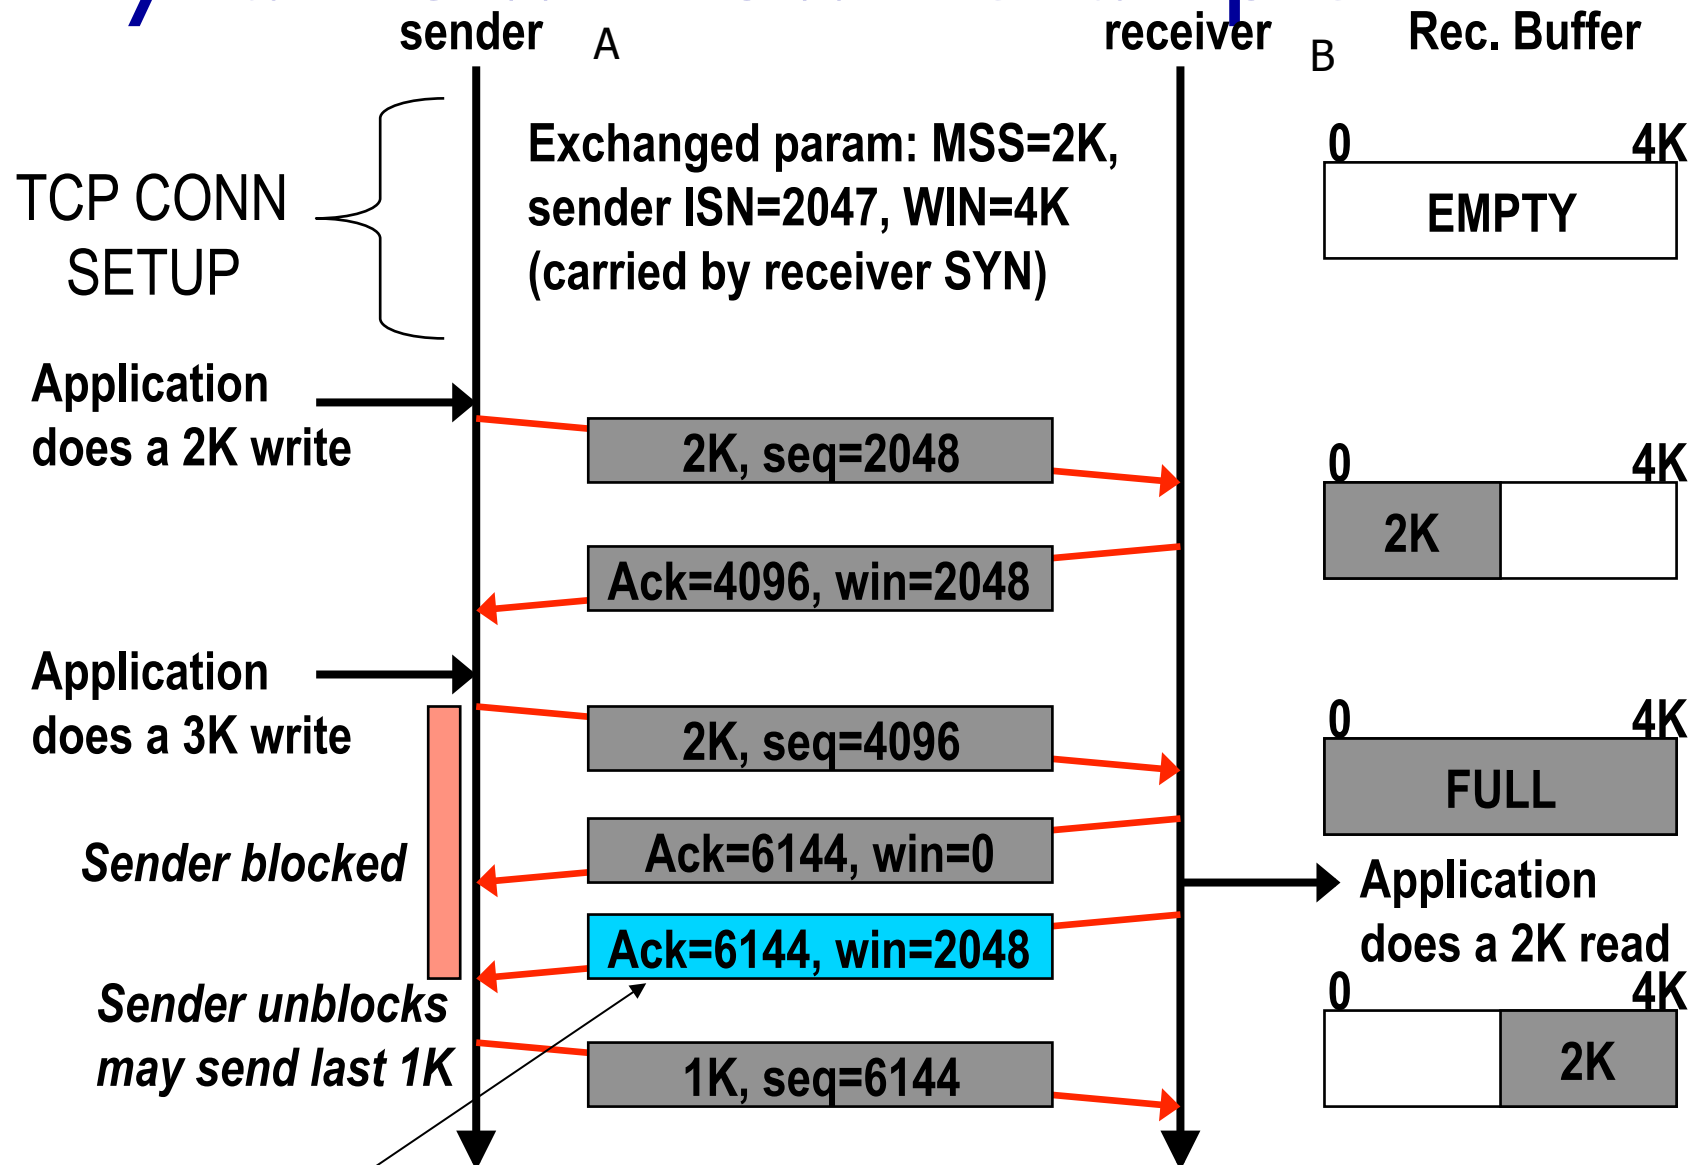 sender
A
receiver
B
Rec. Buffer
TCP CONN
SETUP
Exchanged param: MSS=2K,
sender ISN=2047, WIN=4K
(carried by receiver SYN)
0
4K
EMPTY
Application
does a 2K write
2K, seq=2048
0
4K
2K
Ack=4096, win=2048
Application
does a 3K write
2K, seq=4096
0
4K
FULL
Sender blocked
Ack=6144, win=0
Application
does a 2K read
Ack=6144, win=2048
0
4K
2K
Sender unblocks
may send last 1K
1K, seq=6144